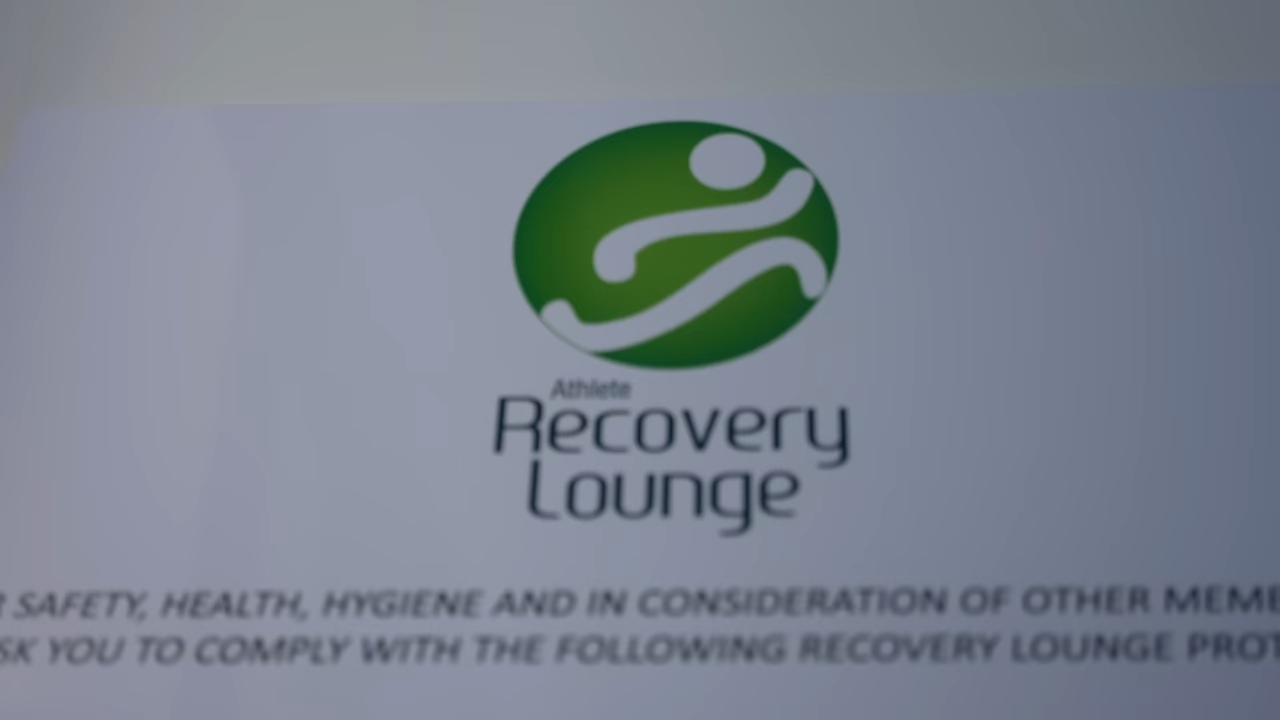 Athlete
Recovery
Lounge
SAFETY, HEALTH, HYGIENE AND IN CONSIDERATION OF OTHER
YOU TO COMPLY WITH THE FOLLOWING RECOVERY LOUNGE